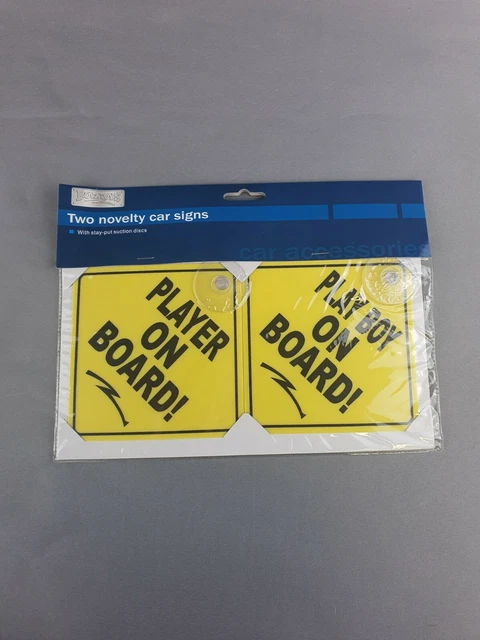 Two novelty car signs
With stay-put suction discs
car accessories
PLAYER
ON
BOARD!
PLAY BOY
ON
BOARD!